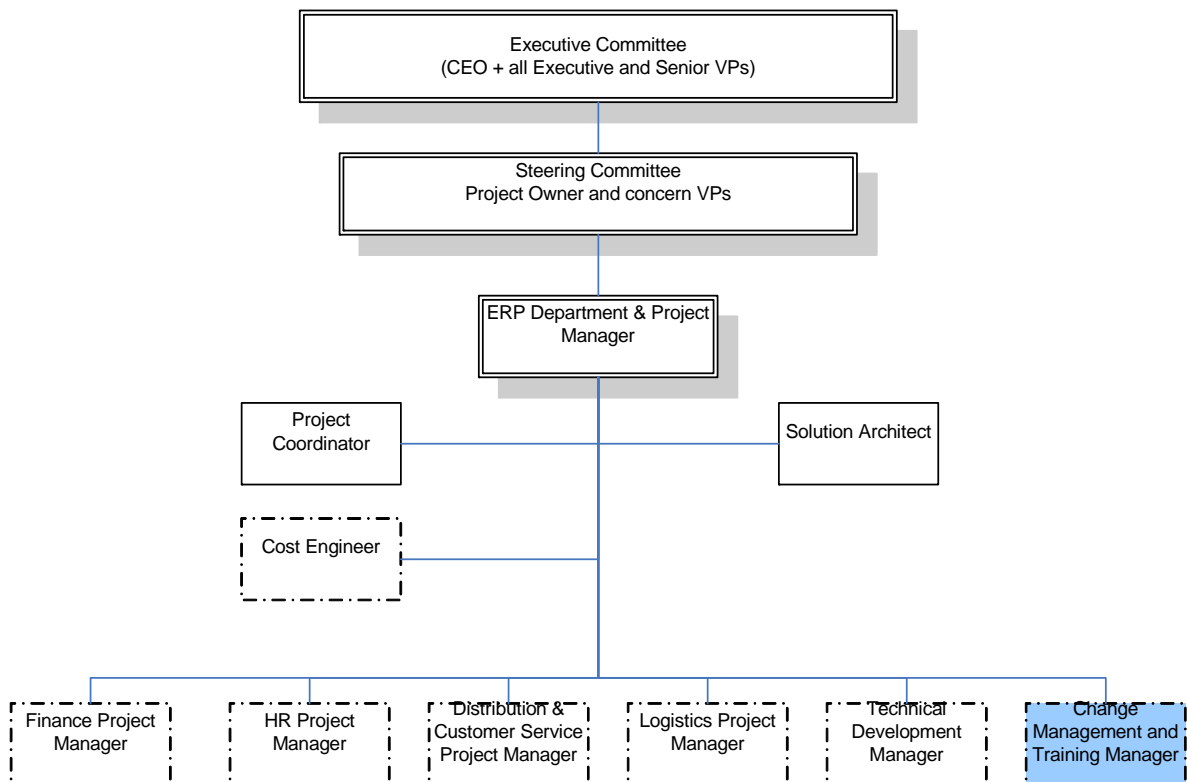 Executive Committee
(CEO + all Executive and Senior VPs)
Steering Committee
Project Owner and concern VPs
ERP Department & Project
Manager
Project
Coordinator
Solution Architect
Cost Engineer
Finance Project
Manager
HR Project
Manager
Distribution &
Customer Service
Project Manager
Logistics Project
Manager
Technical
Development
Manager
Change
Management and
Training Manager